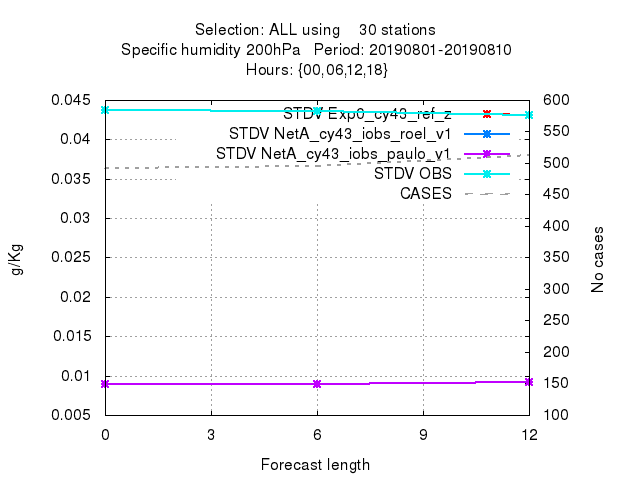 Selection: ALL using    30 stations
Specific humidity 200hPa   Period: 20190801-20190810
Hours: {00,06,12,18}
0.045
0.04
0.035
0.03
0.025
0.02
0.015
0.01
0.005
g/Kg
STDV Exp0_cy43_ref_z
STDV NetA_cy43_iobs_roel_v1
STDV NetA_cy43_iobs_paulo_v1
STDV OBS
CASES
600
550
500
450
400
350
300
250
200
150
100
No cases
0 3 6 9 12
Forecast length